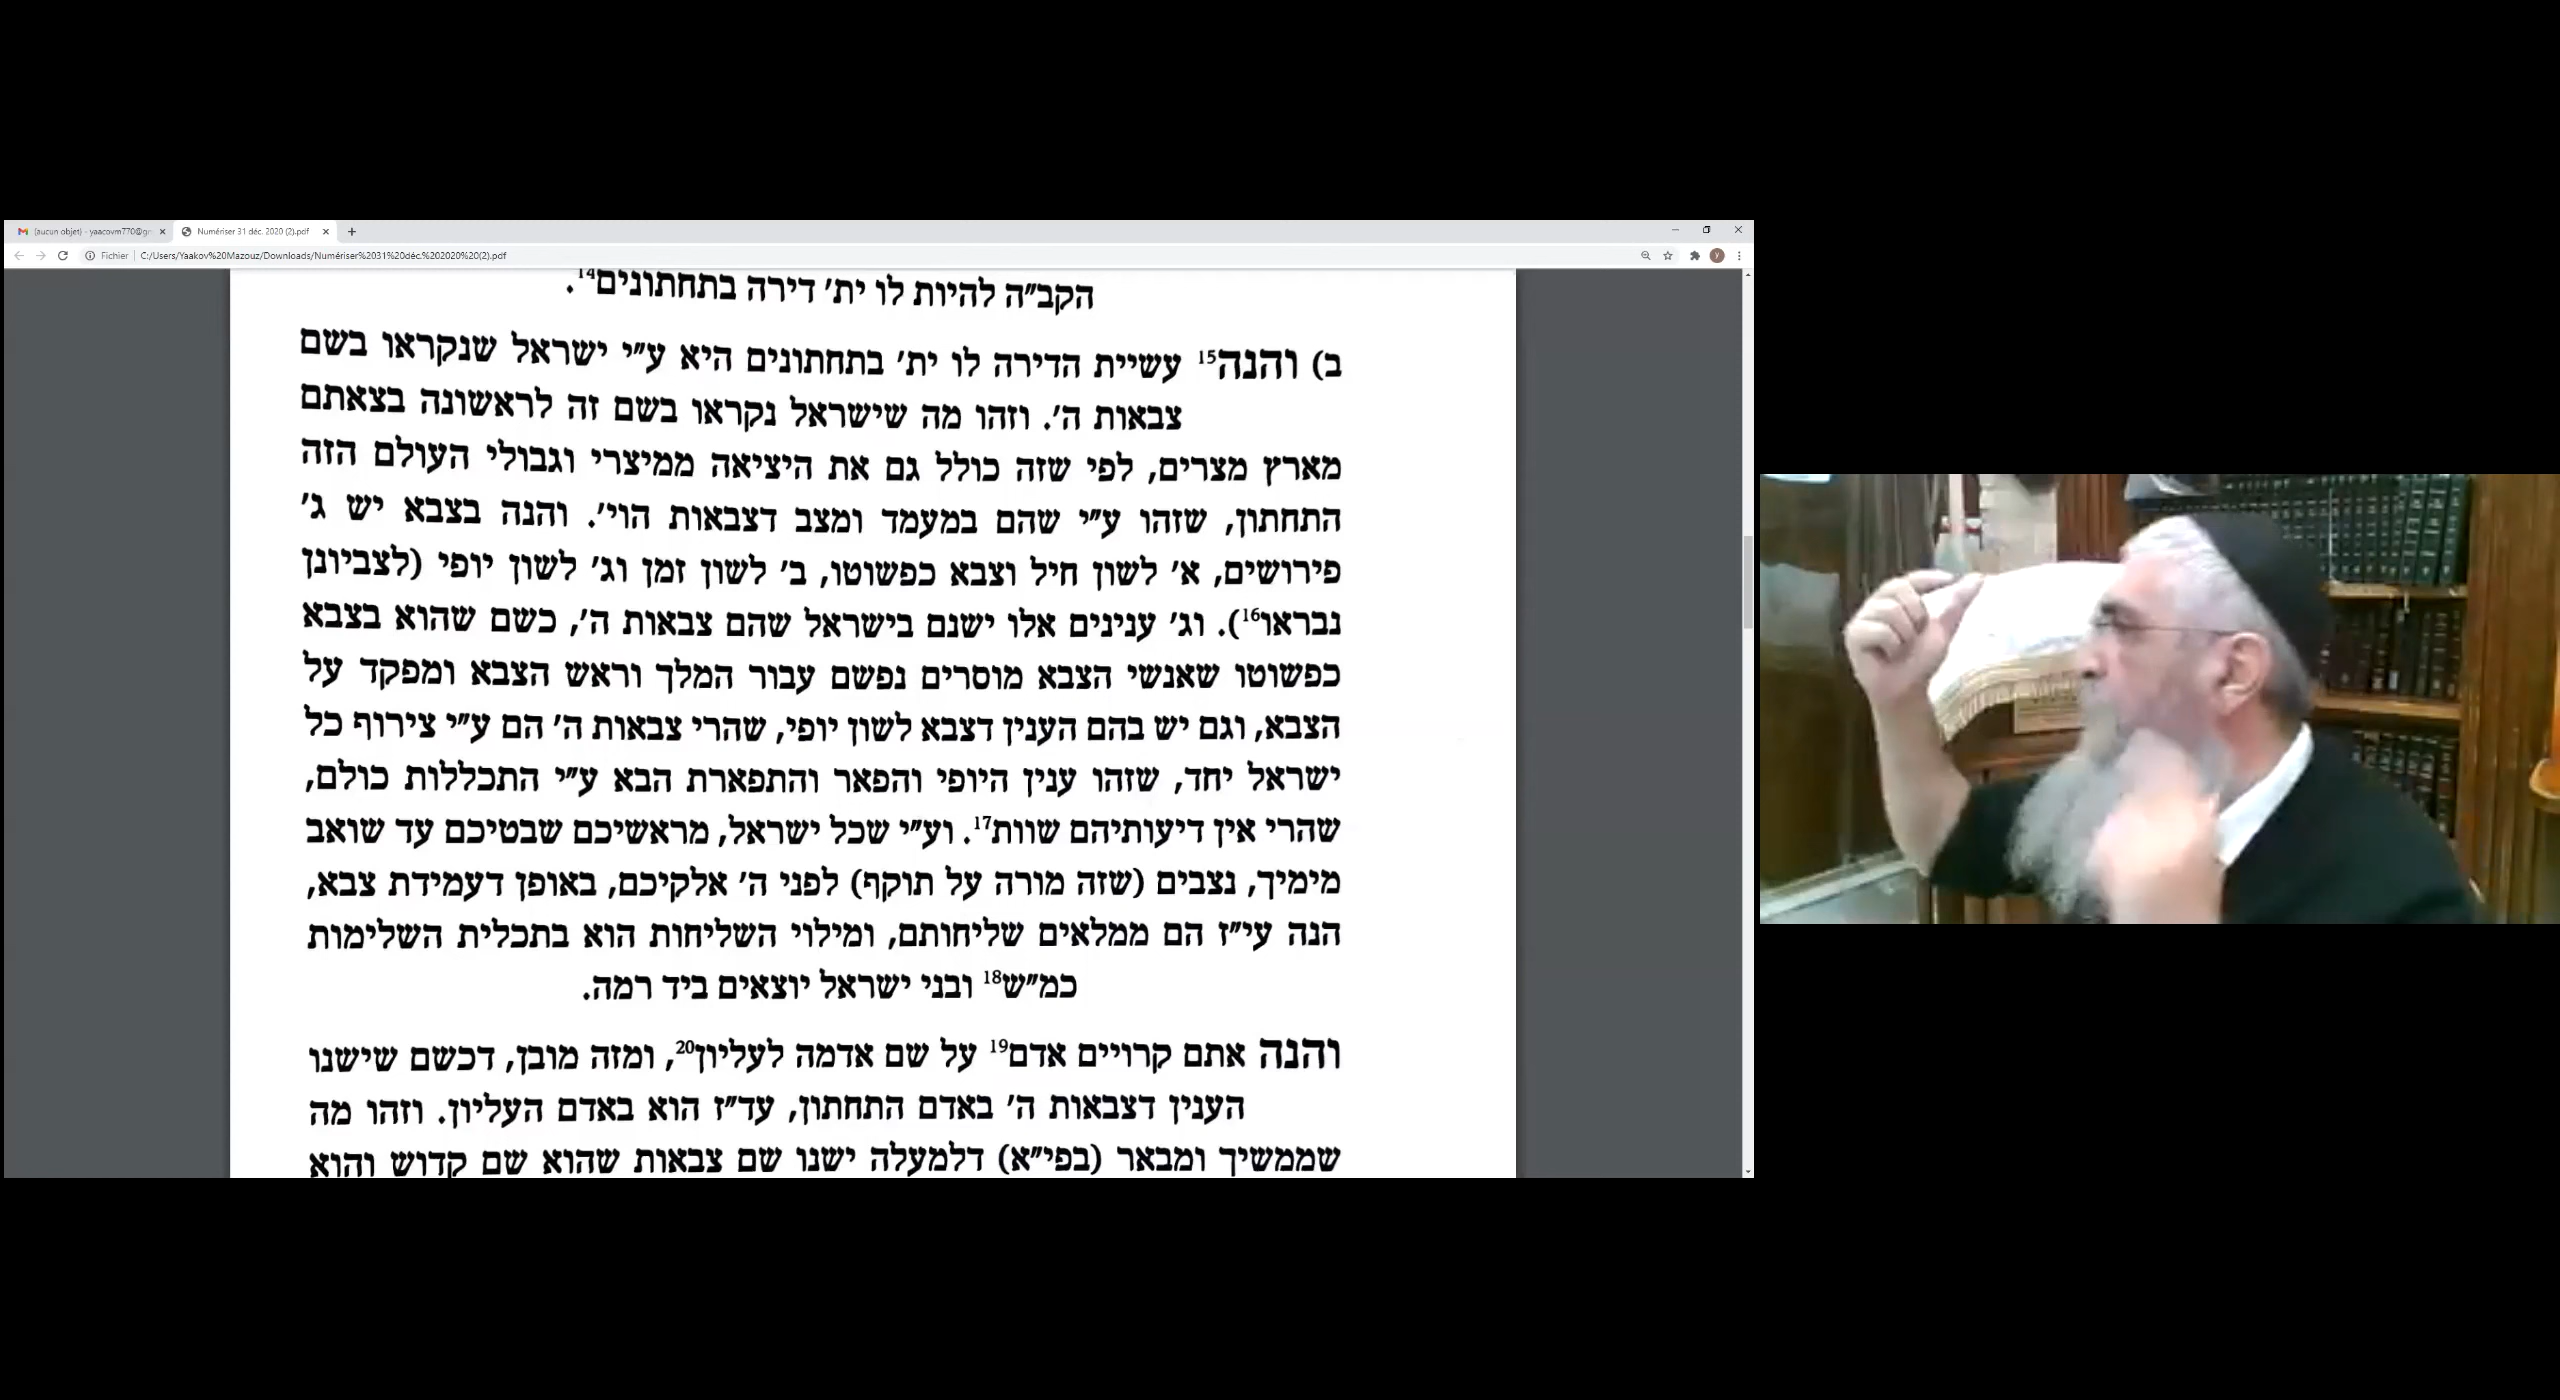 (aucun objet) - yaacovm770@gm
Numériser 31 déc. 2020 (2).pdf
Fichier C:/Users/Yaakov%20Mazouz/Downloads/Numériser%2031%20déc.%202020%20(2).pdf
הקב״ה להיות לו ית׳ דירה בתחתונים14.
ב) והנה15 עשיית הדירה לו ית׳ בתחתונים היא ע״י ישראל שנקראו בשם
צבאות ה׳. וזהו מה שישראל נקראו בשם זה לראשונה בצאתם
מארץ מצרים, לפי שזה כולל גם את היציאה ממיצרי וגבולי העולם הזה
התחתון, שזהו ע״י שהם במעמד ומצב דצבאות הוי׳. והנה בצבא יש ג׳
פירושים, א׳ לשון חיל וצבא כפשוטו, ב׳ לשון זמן וג׳ לשון יופי (לצביונן
נבראו16). וג׳ ענינים אלו ישנם בישראל שהם צבאות ה׳, כשם שהוא בצבא
כפשוטו שאנשי הצבא מוסרים נפשם עבור המלך וראש הצבא ומפקד על
הצבא, וגם יש בהם הענין דצבא לשון יופי, שהרי צבאות ה׳ הם ע״י צירוף כל
ישראל יחד, שזהו ענין היופי והפאר והתפארת הבא ע״י התכללות כולם,
שהרי אין דיעותיהם שוות17. וע״י שכל ישראל, מראשיכם שבטיכם עד שואב
מימיך, נצבים (שזה מורה על תוקף) לפני ה׳ אלקיכם, באופן דעמידת צבא,
הנה עי״ז הם ממלאים שליחותם, ומילוי השליחות הוא בתכלית השלימות
כמ״ש18 ובני ישראל יוצאים ביד רמה.
והנה אתם קרויים אדם19 על שם אדמה לעליון20, ומזה מובן, דכשם שישנו
הענין דצבאות ה׳ באדם התחתון, עד״ז הוא באדם העליון. וזהו מה
שממשיך ומבאר (בפי״א) דלמעלה ישנו שם צבאות שהוא שם קדוש והוא